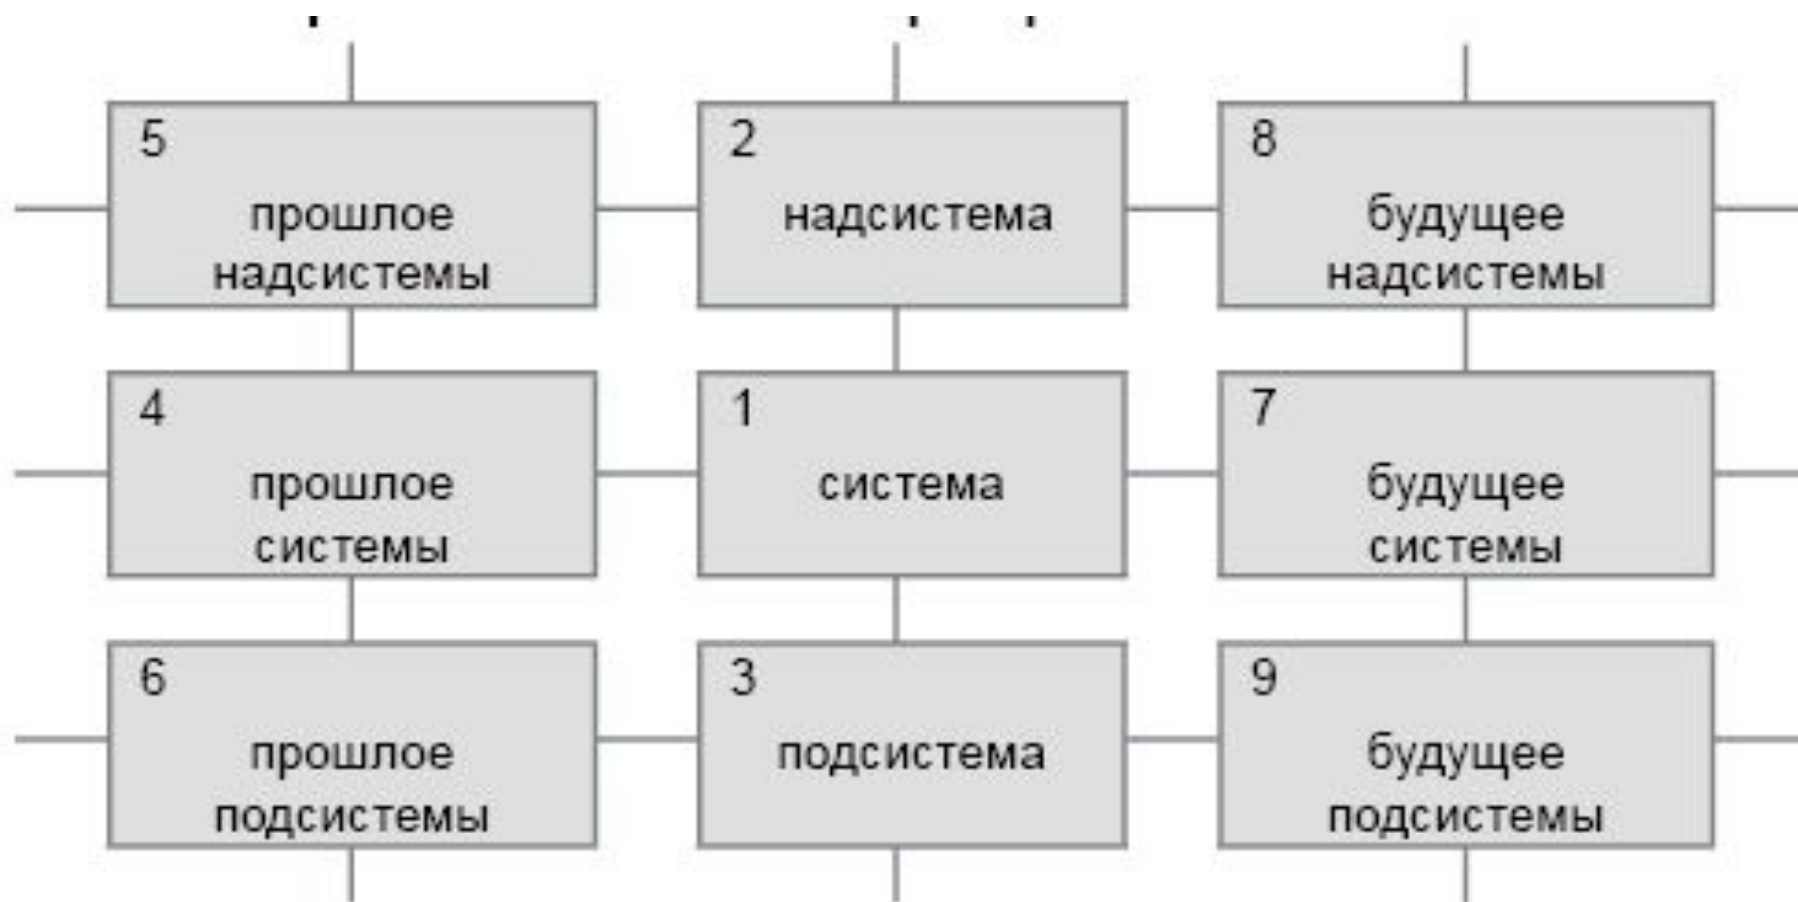 5
прошлое
надсистемы
2
надсистема
8
будущее
надсистемы
4
прошлое
системы
1
система
7
будущее
системы
6
прошлое
подсистемы
3
подсистема
9
будущее
подсистемы